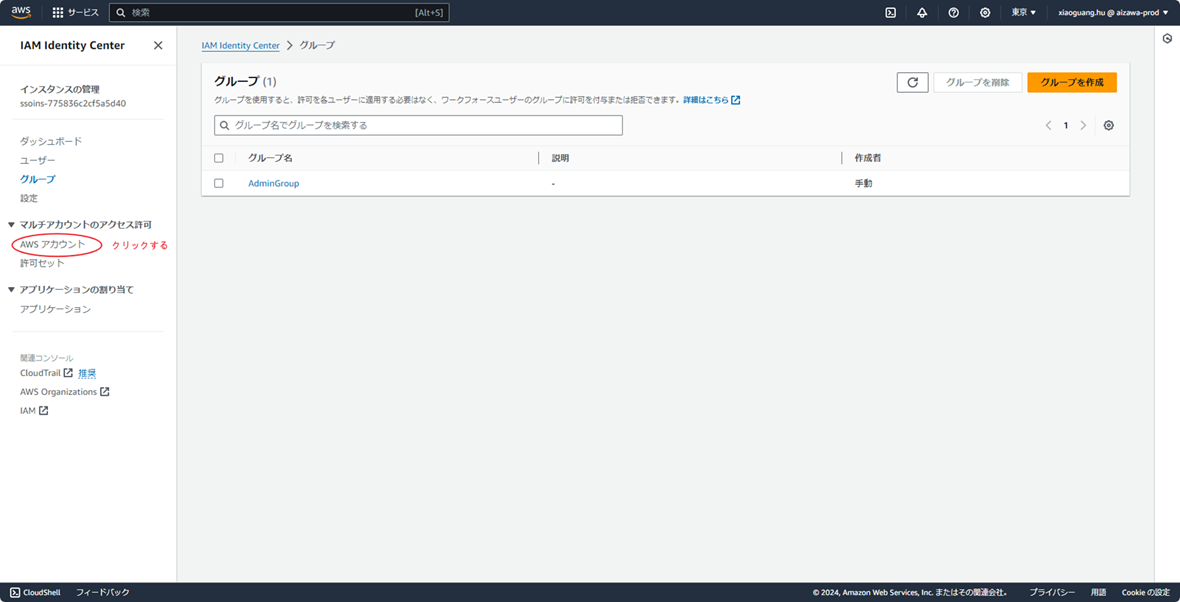 aws サービス 検索 [Alt+S] 東京 xiaoguang.hu @ aizawa-prod
IAM Identity Center
インスタンスの管理
ssoins-775836c2cf5a5d40
ダッシュボード
ユーザー
グループ
設定
マルチアカウントのアクセス許可
AWS アカウント クリックする
許可セット
アプリケーションの割り当て
アプリケーション
関連コンソール
CloudTrail 推奨
AWS Organizations
IAM
IAM Identity Center > グループ
グループ (1)
グループを削除 グループを作成
グループを使用すると、許可を各ユーザーに適用する必要はなく、ワークフォースユーザーのグループに許可を付与または拒否できます。詳細はこちら
グループ名でグループを検索する
1
グループ名 説明 作成者
AdminGroup - 手動
CloudShell フィードバック © 2024, Amazon Web Services, Inc. またはその関連会社。 プライバシー 用語 Cookie の設定